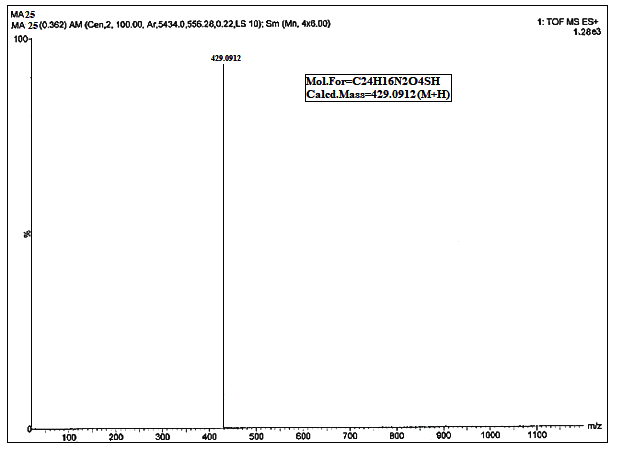 MA25
MA 25 (0.362) AM (Cen,2, 100.00, Ar,5434.0,556.28,0.22,LS 10); Sm (Mn, 4x6.00)
1: TOF MS ES+
1.28e3
100
429.0912
Mol.For=C24H16N2O4SH
Calcd.Mass=429.0912(M+H)
%
0
100 200 300 400 500 600 700 800 900 1000 1100 m/z